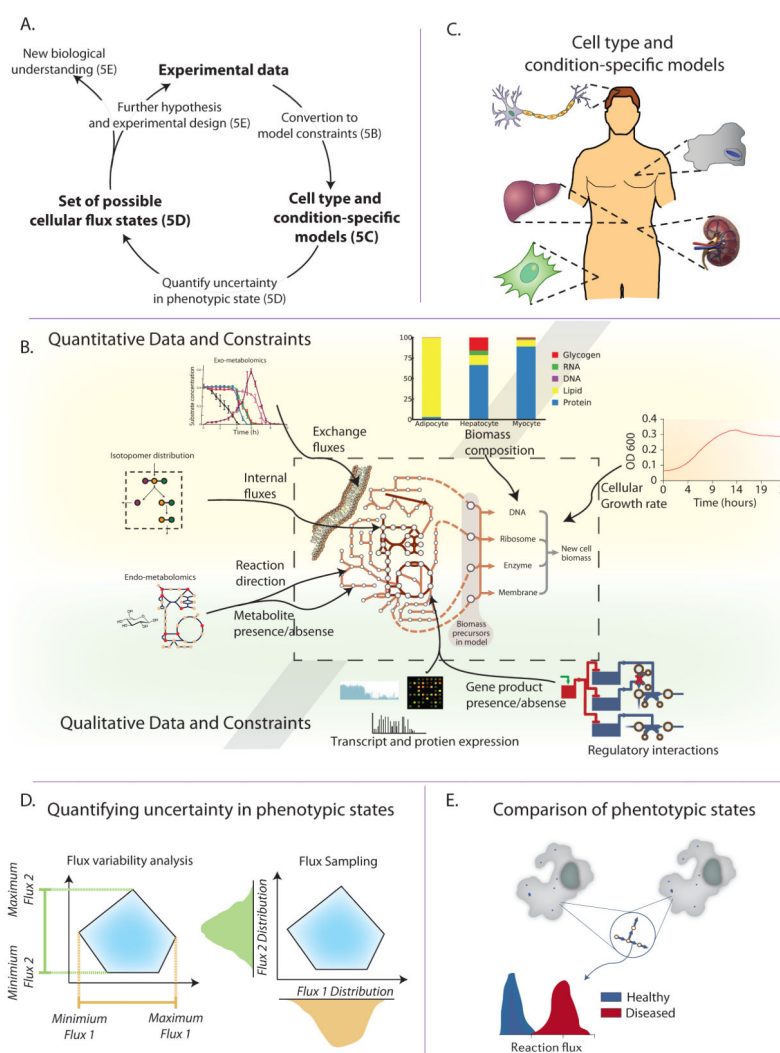 A.
New biological
understanding (5E)
Experimental data
Further hypothesis
and experimental design (5E)
Convertion to
model constraints (5B)
Set of possible
cellular flux states (5D)
Cell type and
condition-specific
models (5C)
Quantify uncertainty
in phenotypic state (5D)
C.
Cell type and
condition-specific models
B.
Quantitative Data and Constraints
Exo-metabolomics
Substrate concentration
Time (h)
100
75
50
25
0
Adipocyte Hepatocyte Myocyte
Glycogen
RNA
DNA
Lipid
Protein
Biomass
composition
OD 600
0.4
0.3
0.2
0.1
0
0 4 9 14 19
Time (hours)
Cellular
Growth rate
Exchange
fluxes
Isotopomer distribution
Internal
fluxes
DNA
Ribosome
Enzyme
Membrane
New cell
biomass
Biomass
precursors
in model
Endo-metabolomics
Reaction
direction
Metabolite
presence/absense
Gene product
presence/absense
Qualitative Data and Constraints
Transcript and protien expression
Regulatory interactions
D.
Quantifying uncertainty in phenotypic states
Flux variability analysis
Maximum
Flux 2
Minimium
Flux 2
Minimium
Flux 1
Maximum
Flux 1
Flux Sampling
Flux 2 Distribution
Flux 1 Distribution
E.
Comparison of phentotypic states
Healthy
Diseased
Reaction flux